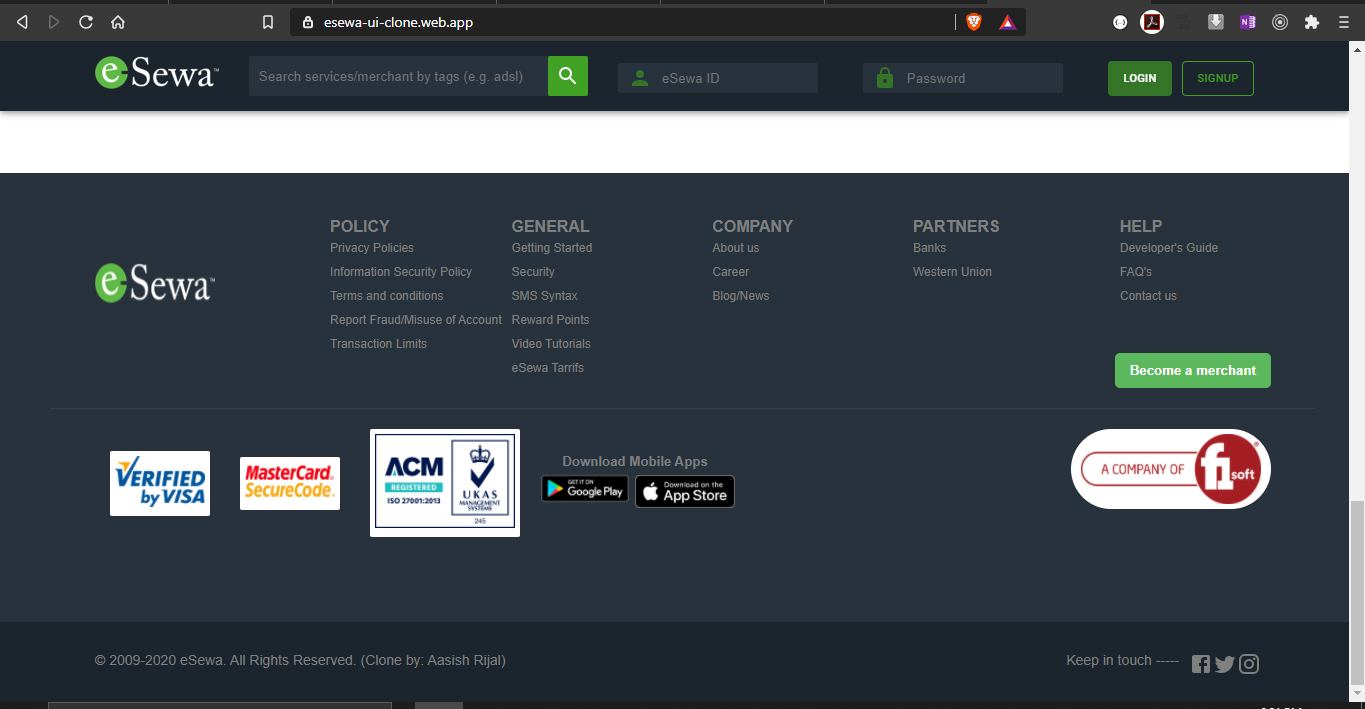 esewa-ui-clone.web.app
eSewa™
Search services/merchant by tags (e.g. adsl)
eSewa ID
Password
LOGIN
SIGNUP
eSewa™
POLICY
Privacy Policies
Information Security Policy
Terms and conditions
Report Fraud/Misuse of Account
Transaction Limits
GENERAL
Getting Started
Security
SMS Syntax
Reward Points
Video Tutorials
eSewa Tarrifs
COMPANY
About us
Career
Blog/News
PARTNERS
Banks
Western Union
HELP
Developer's Guide
FAQ's
Contact us
Become a merchant
VERIFIED
by VISA
MasterCard.
SecureCode.
ACM
REGISTERED
ISO 27001:2013
UKAS
MANAGEMENT
SYSTEMS
245
Download Mobile Apps
GET IT ON
Google Play
Download on the
App Store
A COMPANY OF
f1soft
© 2009-2020 eSewa. All Rights Reserved. (Clone by: Aasish Rijal)
Keep in touch -----